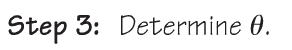 Step 3: Determine θ.